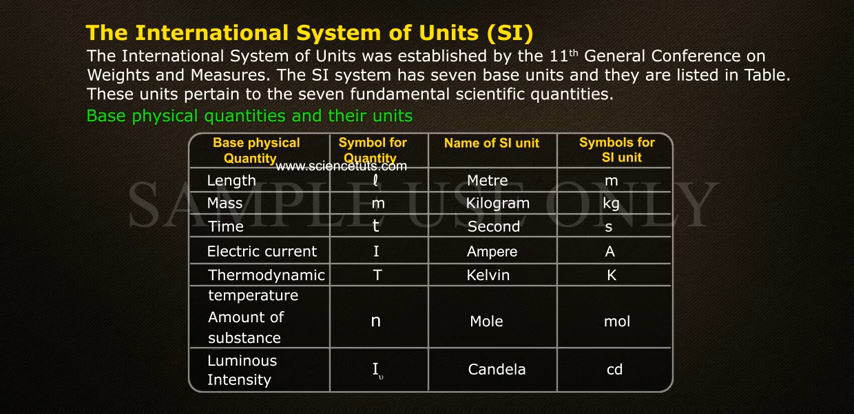 The International System of Units (SI)
The International System of Units was established by the 11th General Conference on
Weights and Measures. The SI system has seven base units and they are listed in Table.
These units pertain to the seven fundamental scientific quantities.
Base physical quantities and their units
Base physical Quantity Symbol for Quantity Name of SI unit Symbols for SI unit
www.sciencetuts.com
Length ℓ Metre m
SAMPLE USE ONLY
Mass m Kilogram kg
Time t Second s
Electric current I Ampere A
Thermodynamic T Kelvin K
temperature
Amount of
substance n Mole mol
Luminous
Intensity Iυ Candela cd